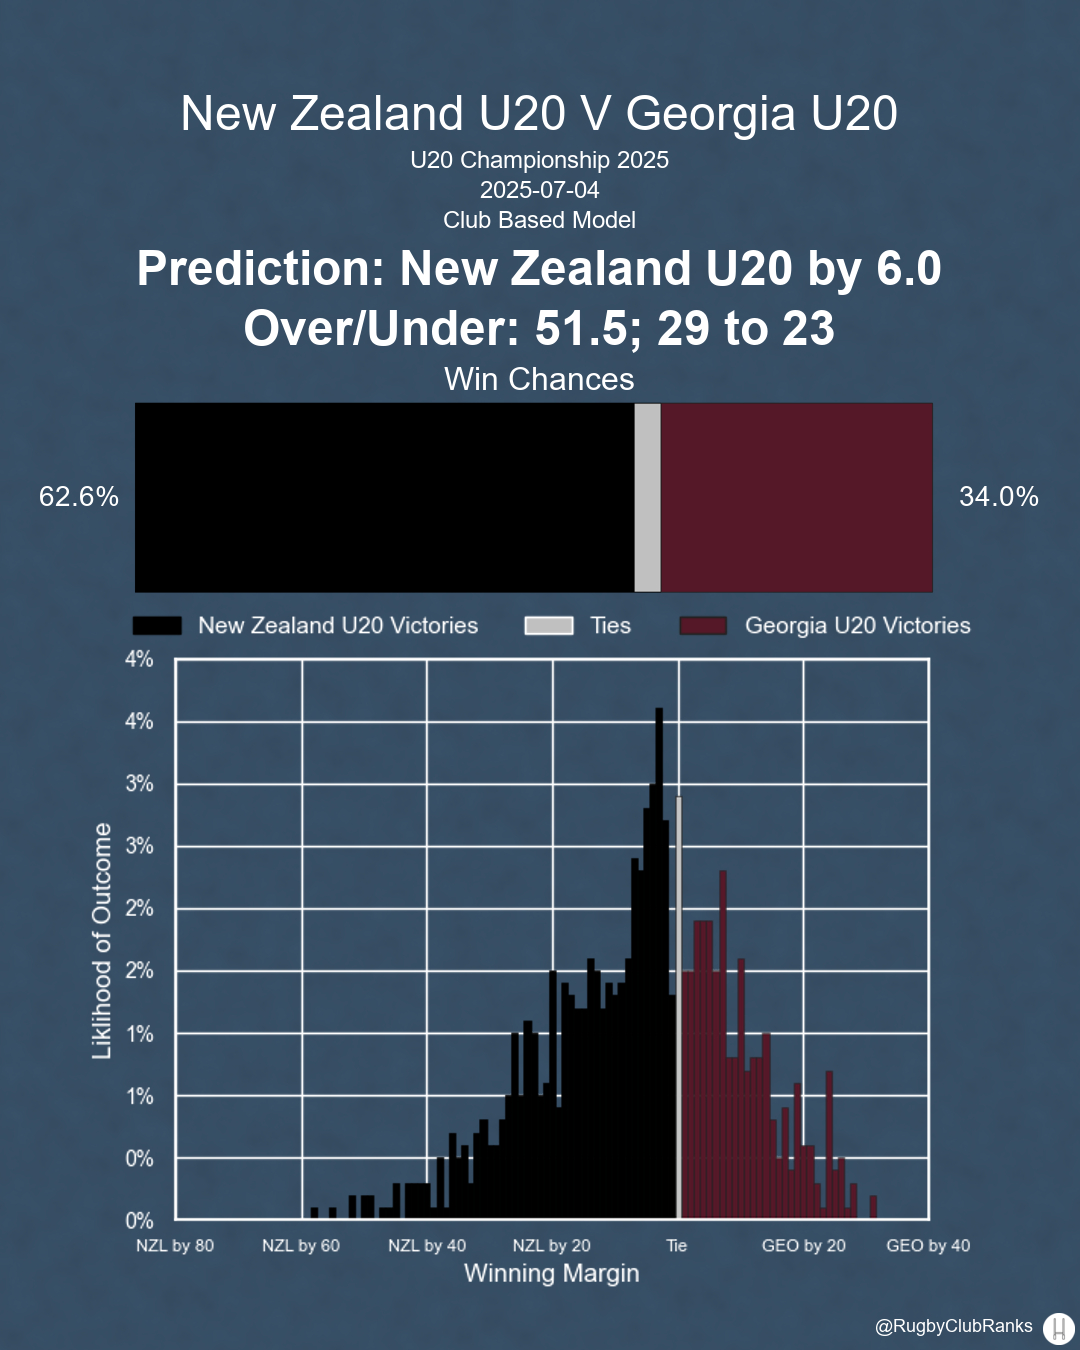 New Zealand U20 V Georgia U20
U20 Championship 2025
2025-07-04
Club Based Model
Prediction: New Zealand U20 by 6.0
Over/Under: 51.5; 29 to 23
Win Chances
62.6%
34.0%
New Zealand U20 Victories
Ties
Georgia U20 Victories
4%
4%
3%
3%
2%
2%
1%
1%
0%
0%
Liklihood of Outcome
NZL by 80
NZL by 60
NZL by 40
NZL by 20
Tie
GEO by 20
GEO by 40
Winning Margin
@RugbyClubRanks